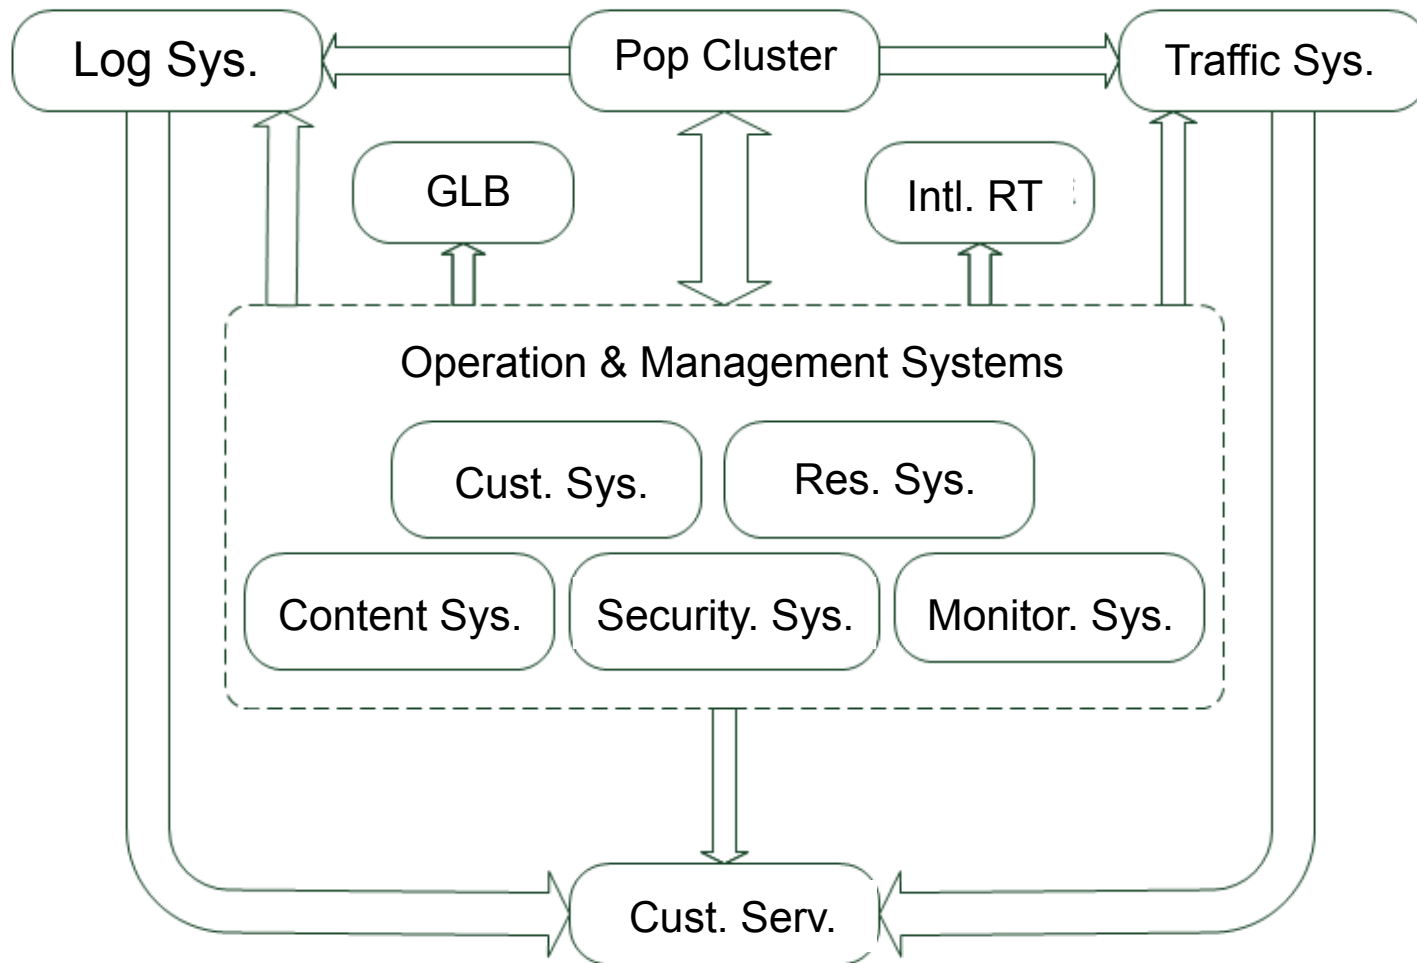 Log Sys.
Pop Cluster
Traffic Sys.
GLB
Intl. RT
Operation & Management Systems
Cust. Sys.
Res. Sys.
Content Sys.
Security. Sys.
Monitor. Sys.
Cust. Serv.